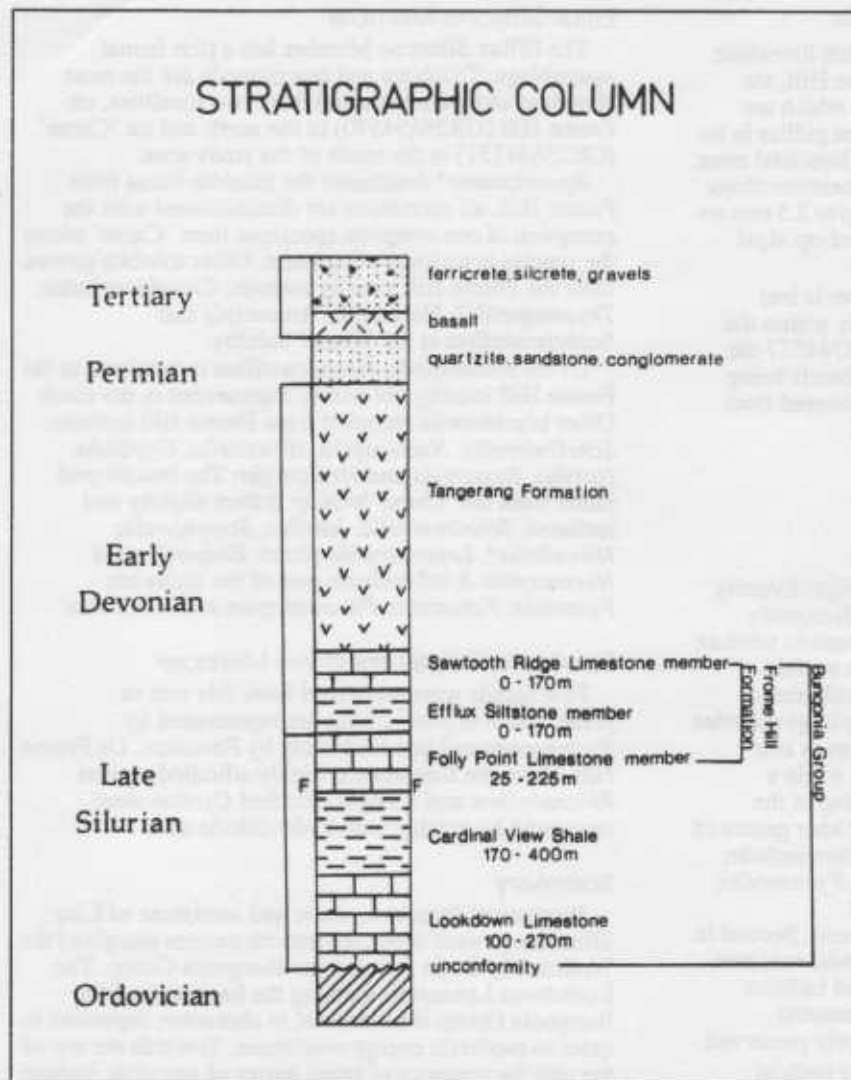 STRATIGRAPHIC COLUMN
Tertiary
ferricrete, silcrete, gravels
basalt
Permian
quartzite, sandstone, conglomerate
Tangerang Formation
Early
Devonian
Sawtooth Ridge Limestone member
0 - 170m
Efflux Siltstone member
0 - 170m
Frome Hill
Formation
Bungonia Group
Folly Point Limestone member
25 - 225m
Late
Silurian
F F
Cardinal View Shale
170 - 400m
Lookdown Limestone
100 - 270m
unconformity
Ordovician